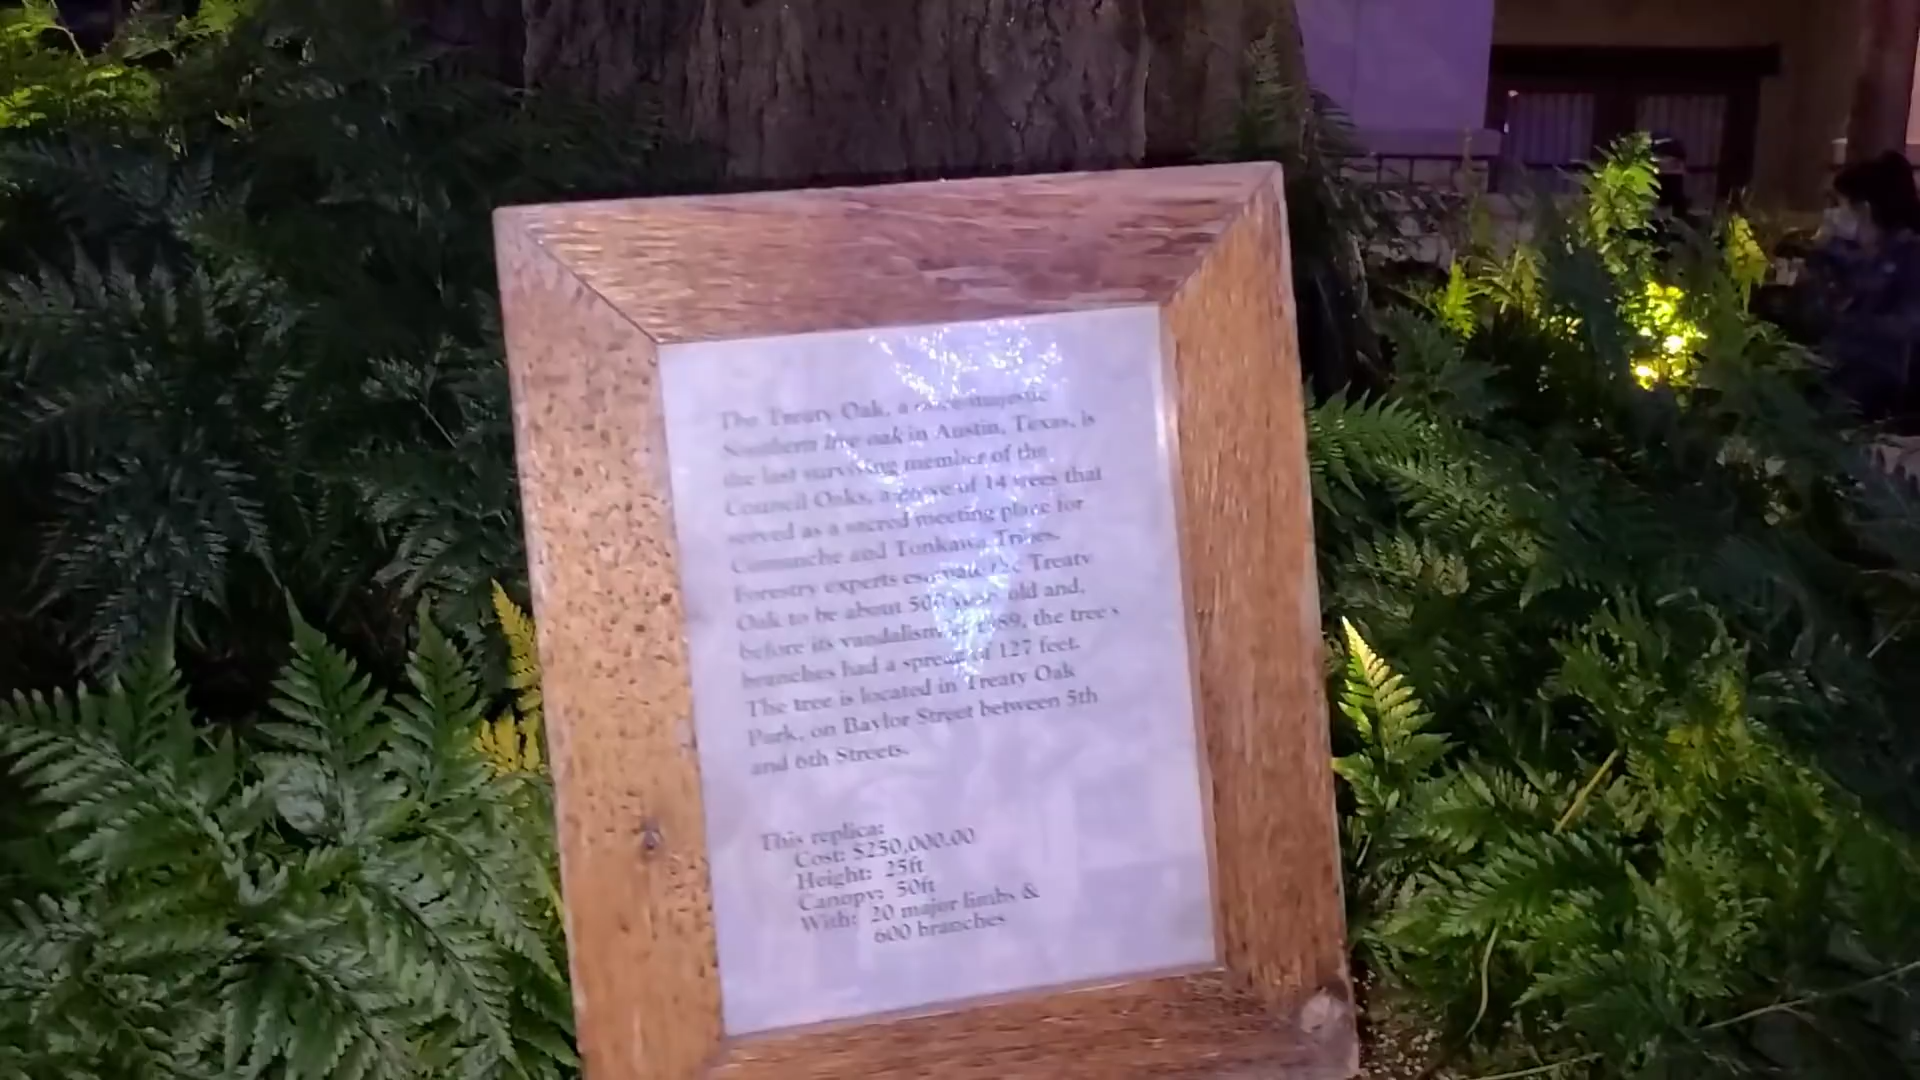 The Treaty Oak, a once-majestic
Southern live oak in Austin, Texas, is
the last surviving member of the
Council Oaks, a grove of 14 trees that
served as a sacred meeting place for
Comanche and Tonkawa Tribes.
Forestry experts estimate the Treaty
Oak to be about 500 years old and,
before its vandalism in 1989, the tree's
branches had a spread of 127 feet.
The tree is located in Treaty Oak
Park, on Baylor Street between 5th
and 6th Streets.
This replica:
Cost: $250,000.00
Height: 25ft
Canopy: 50ft
With: 20 major limbs &
600 branches